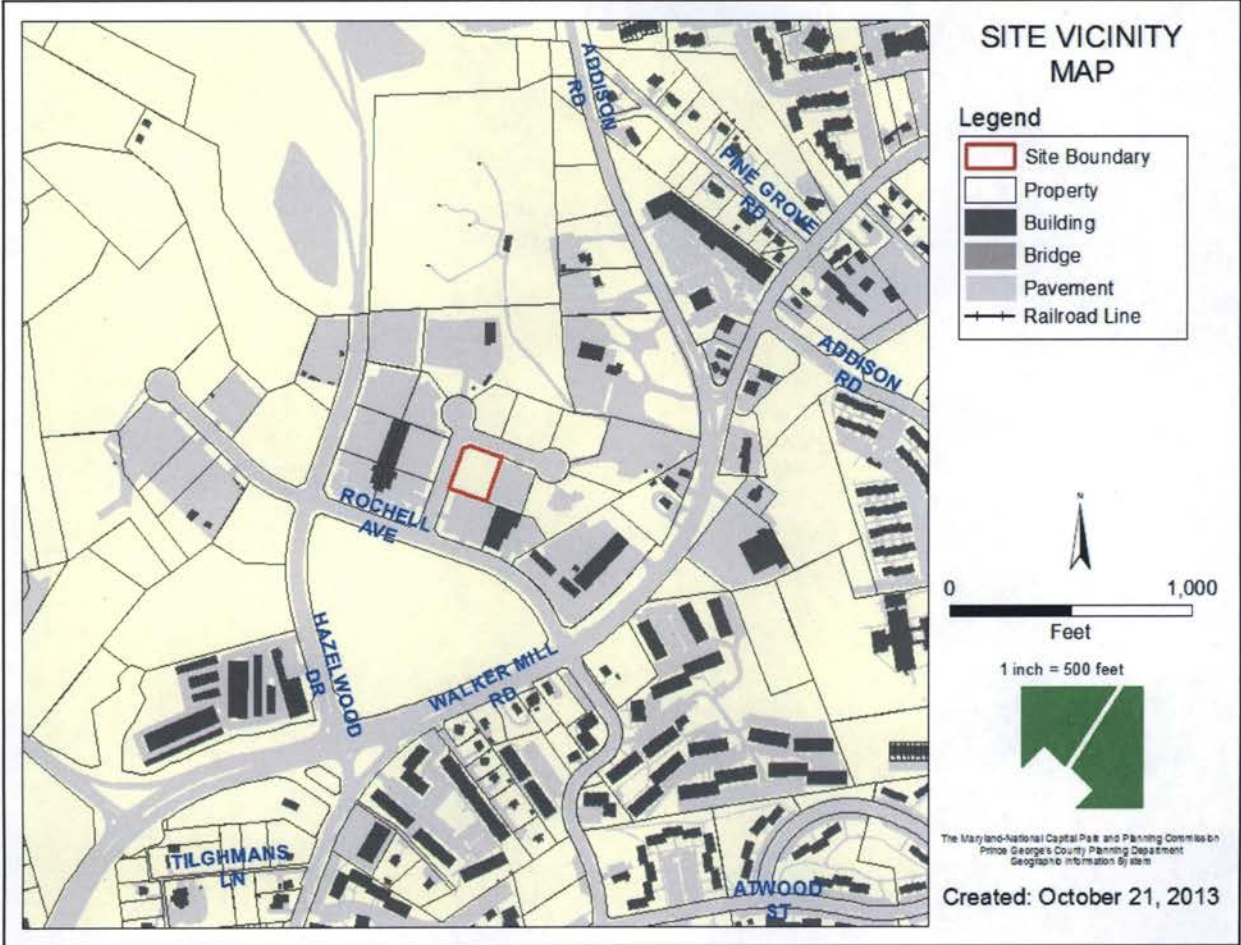 SITE VICINITY
MAP
Legend
Site Boundary
Property
Building
Bridge
Pavement
Railroad Line
N
0 1,000
Feet
1 inch = 500 feet
The Maryland-National Capital Park and Planning Commission
Prince George's County Planning Department
Geographic Information System
Created: October 21, 2013
ADDISON
RD
PINE GROVE
RD
ADDISON
RD
ROCHELL
AVE
HAZELWOOD
DR
WALKER MILL
RD
TILGHMANS
LN
ATWOOD
ST